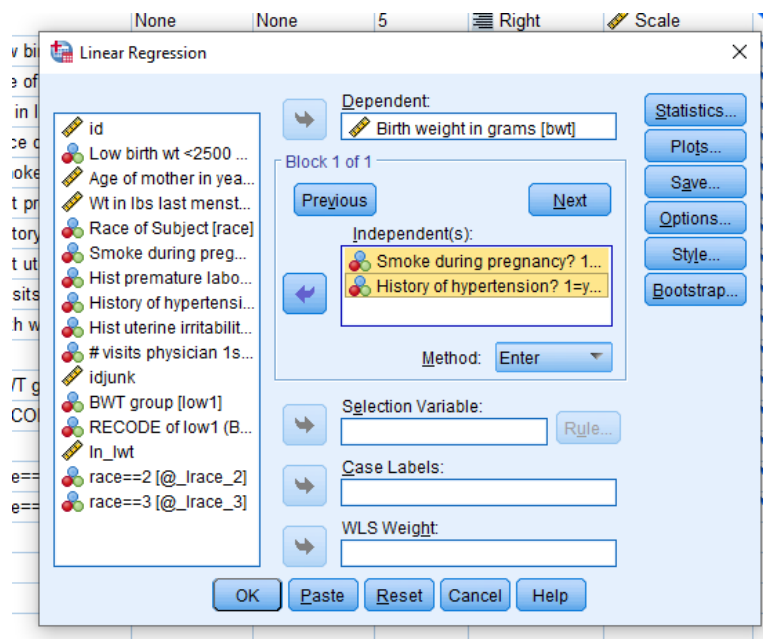 None None 5 Right Scale
Linear Regression
id
Low birth wt <2500 ...
Age of mother in yea...
Wt in lbs last menst...
Race of Subject [race]
Smoke during preg...
Hist premature labo...
History of hypertensi...
Hist uterine irritabilit...
# visits physician 1s...
idjunk
BWT group [low1]
RECODE of low1 (B...
ln_lwt
race==2 [@_Irace_2]
race==3 [@_Irace_3]
Dependent:
Birth weight in grams [bwt]
Block 1 of 1
Previous
Next
Independent(s):
Smoke during pregnancy? 1...
History of hypertension? 1=y...
Method: Enter
Selection Variable:
Rule...
Case Labels:
WLS Weight:
Statistics...
Plots...
Save...
Options...
Style...
Bootstrap...
OK Paste Reset Cancel Help